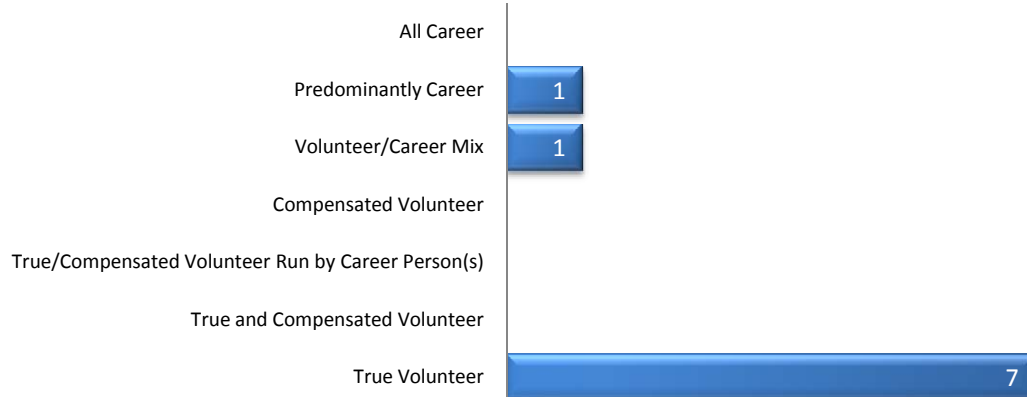 All Career
Predominantly Career 1
Volunteer/Career Mix 1
Compensated Volunteer
True/Compensated Volunteer Run by Career Person(s)
True and Compensated Volunteer
True Volunteer 7